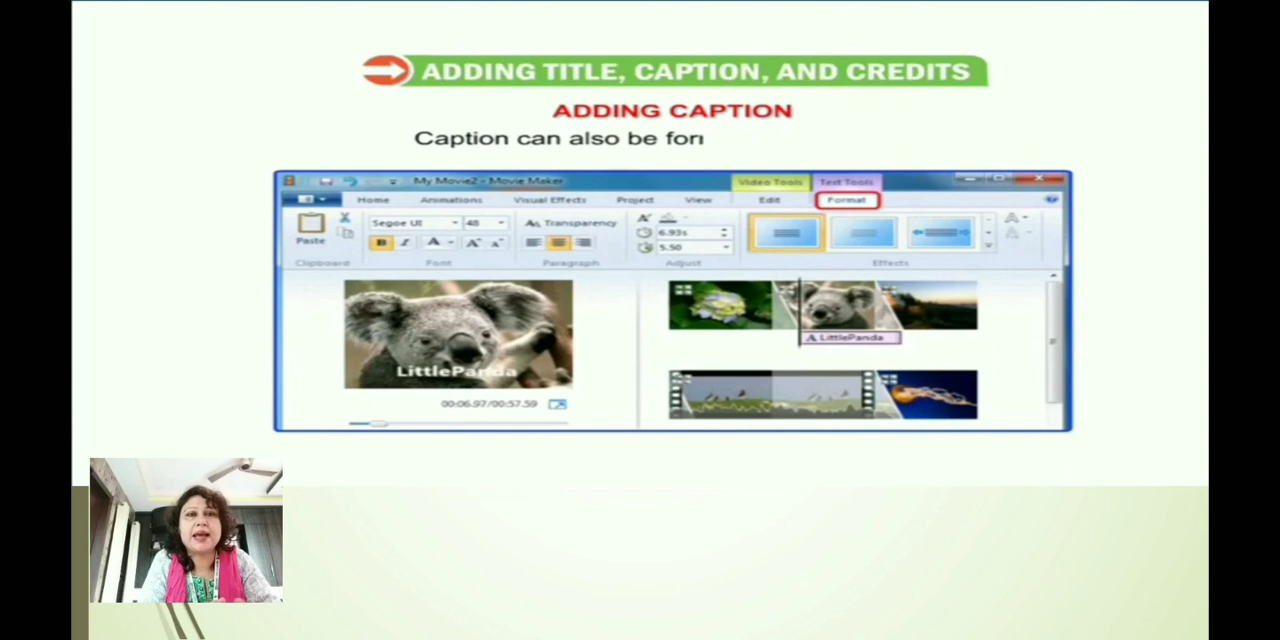 ADDING TITLE, CAPTION, AND CREDITS
ADDING CAPTION
Caption can also be for
My Movie2 - Movie Maker
Video Tools
Text Tools
Home
Animations
Visual Effects
Project
View
Edit
Format
Paste
Segoe UI
48
Transparency
6.93s
5.50
B
I
A
Clipboard
Font
Paragraph
Adjust
Effects
A LittlePanda
LittlePanda
00:06.97/00:57.59